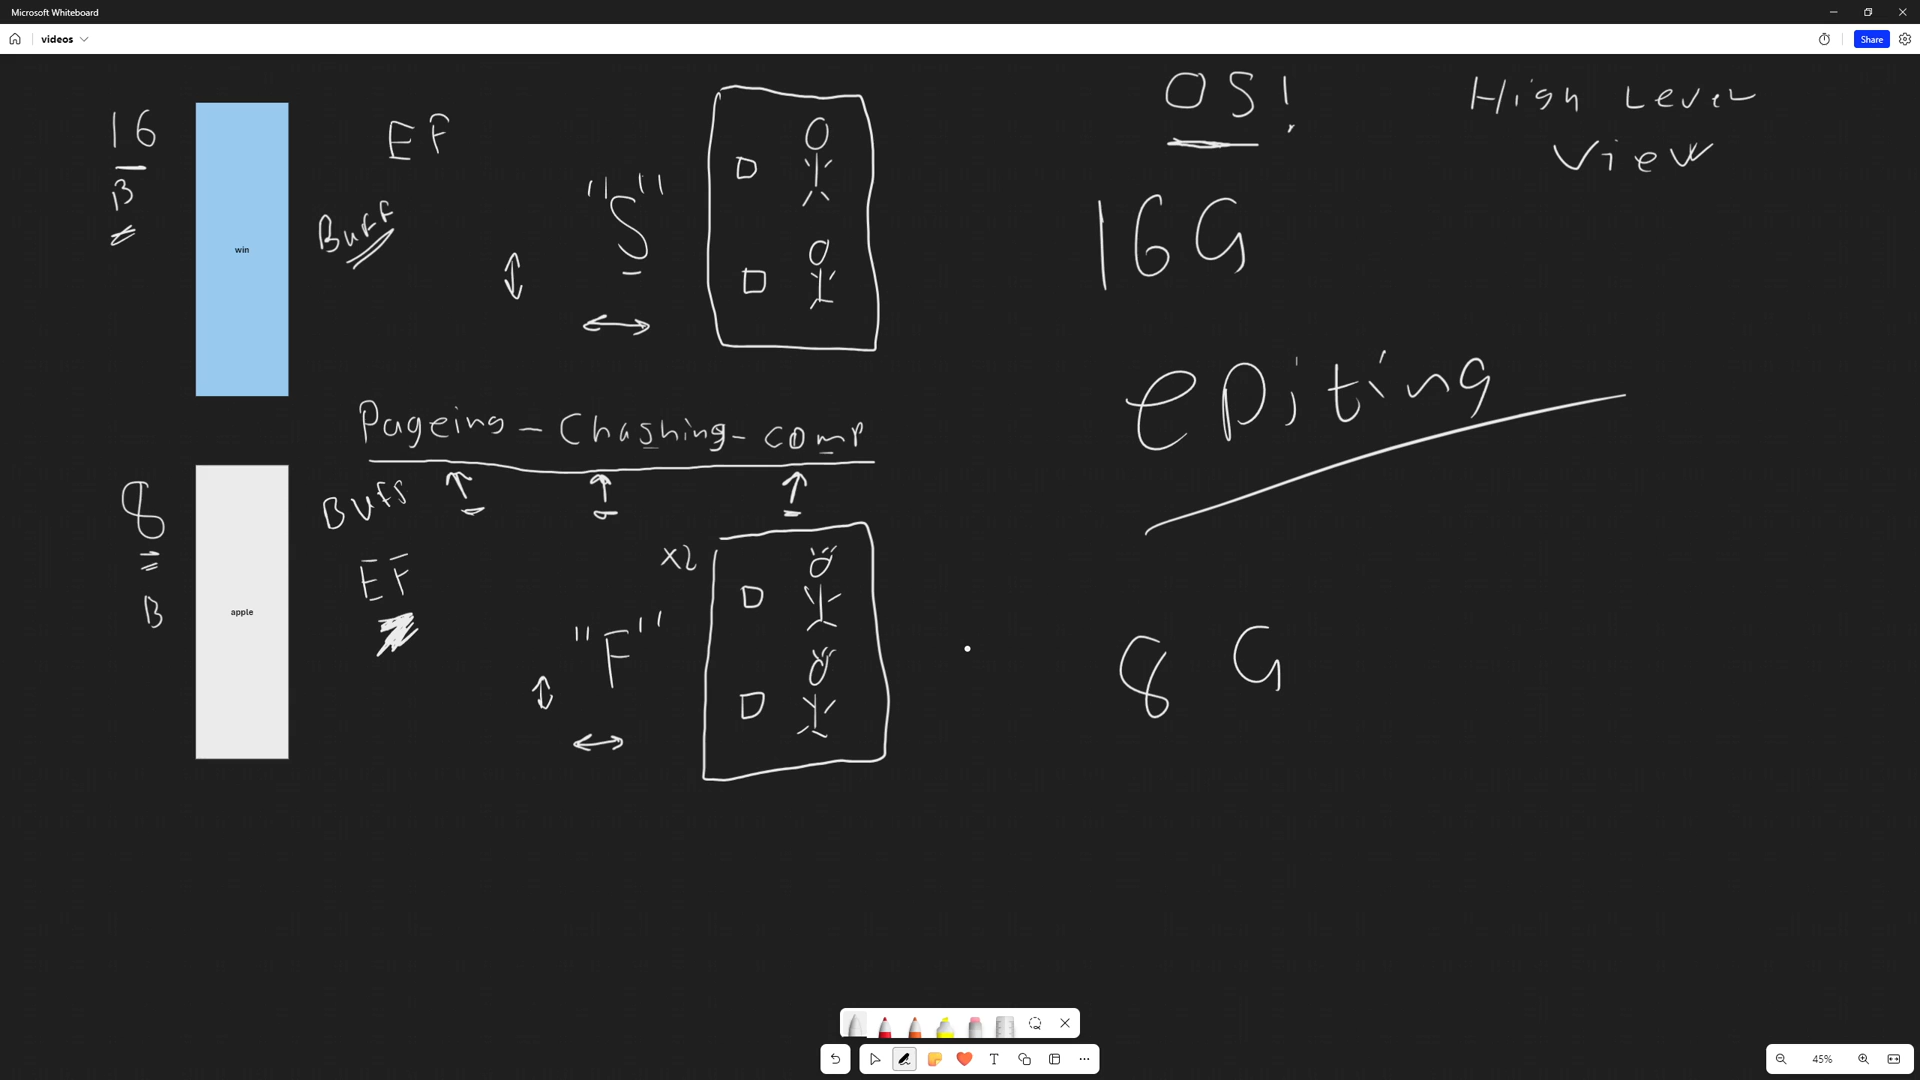 Microsoft Whiteboard
videos
Share
OS!
High Level
View
16
B
win
EF
Buff
"S"
16G
Pageing - Chashing - comp
editing
8
B
apple
Bufs
EF
x2
"F"
8 G
45%